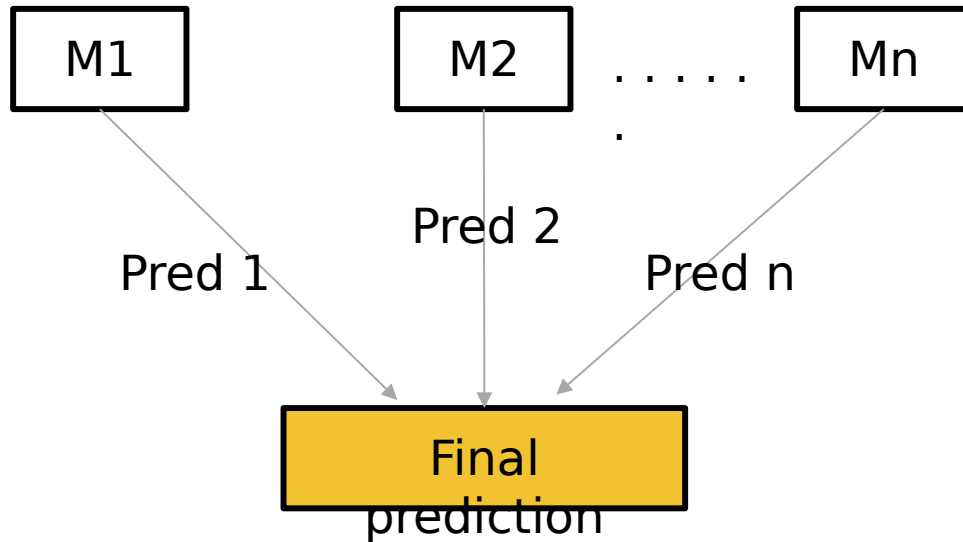 M1
M2
. . . . .
.
Mn
Pred 2
Pred 1
Pred n
Final
prediction